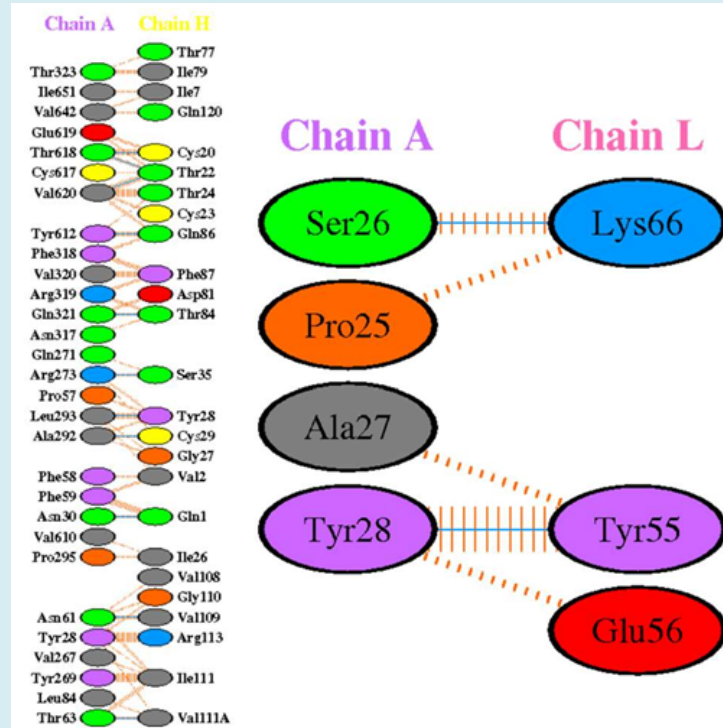 Chain A Chain H
Thr77
Thr323 Ile79
Ile651 Ile7
Val642 Gln120
Glu619
Thr618 Cys20
Cys617 Thr22
Val620 Thr24
Cys23
Tyr612 Gln86
Phe318
Val320 Phe87
Arg319 Asp81
Gln321 Thr84
Asn317
Gln271
Arg273 Ser35
Pro57
Leu293 Tyr28
Ala292 Cys29
Gly27
Phe58 Val2
Phe59
Asn30 Gln1
Val610
Pro295 Ile26
Val108
Gly110
Asn61 Val109
Tyr28 Arg113
Val267
Tyr269 Ile111
Leu84
Thr63 Val111A
Chain A Chain L
Ser26 Lys66
Pro25
Ala27
Tyr28 Tyr55
Glu56